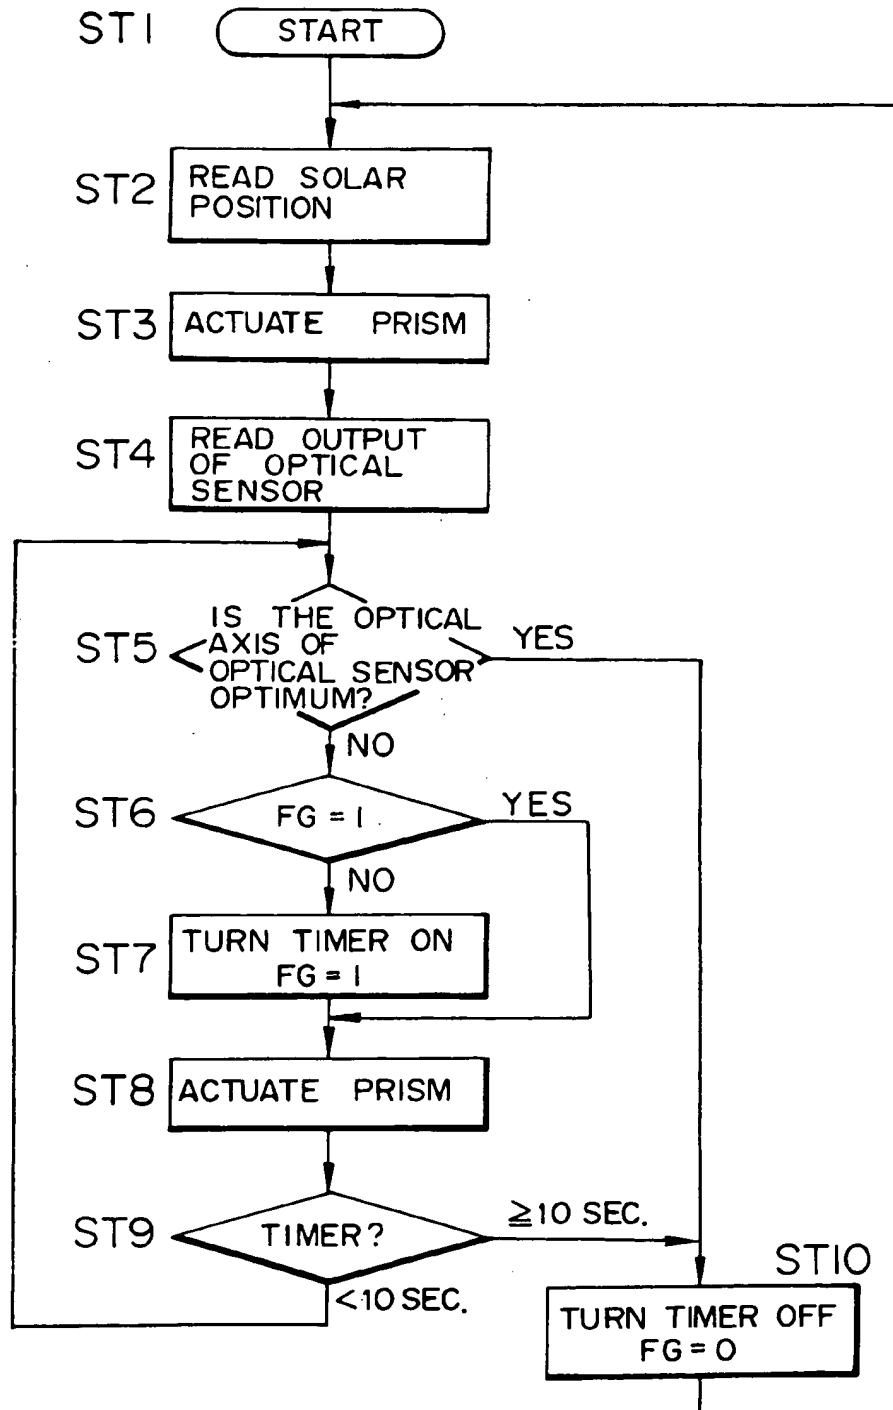 ST1
START
ST2
READ SOLAR
POSITION
ST3
ACTUATE PRISM
ST4
READ OUTPUT
OF OPTICAL
SENSOR
ST5
IS THE OPTICAL
AXIS OF
OPTICAL SENSOR
OPTIMUM?
YES
NO
ST6
FG = 1
YES
NO
ST7
TURN TIMER ON
FG = 1
ST8
ACTUATE PRISM
ST9
TIMER?
≧10 SEC.
<10 SEC.
ST10
TURN TIMER OFF
FG = 0